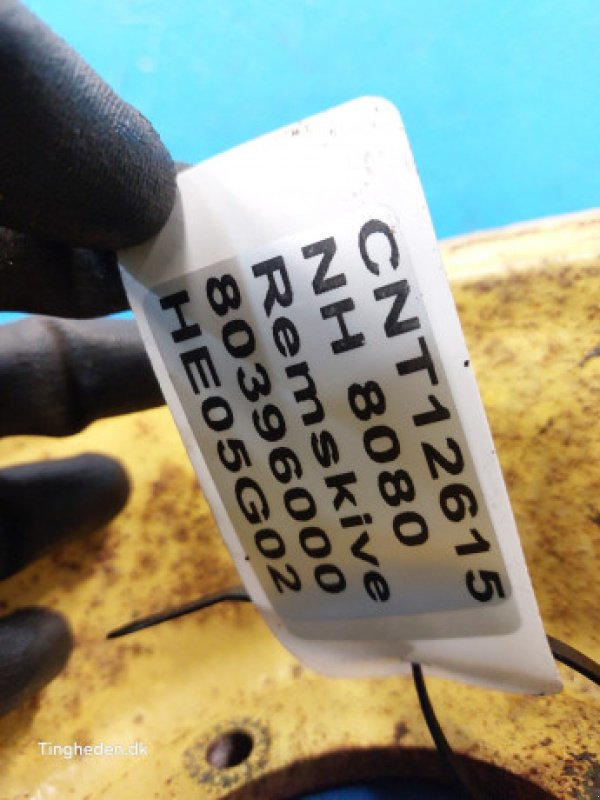 CNT12615
NH 8080
Remskive
80396000
HE05G02
Tingheden.dk